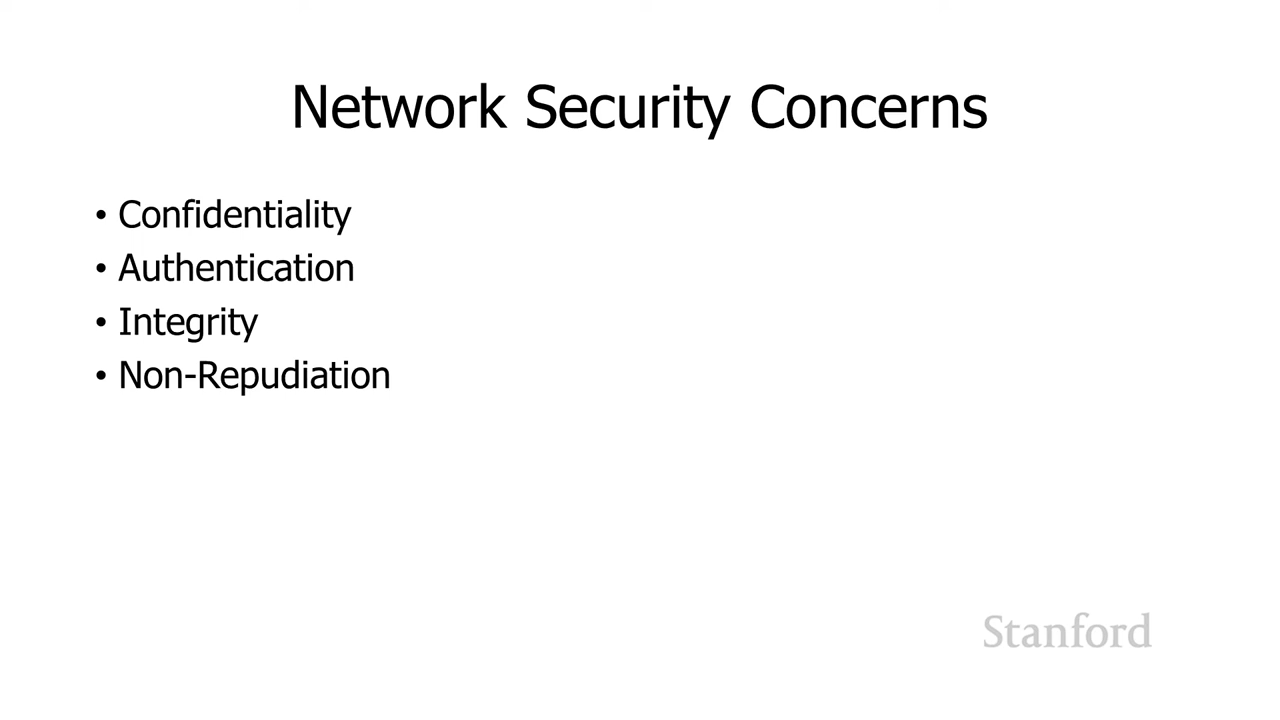 Network Security Concerns
• Confidentiality
• Authentication
• Integrity
• Non-Repudiation
Stanford